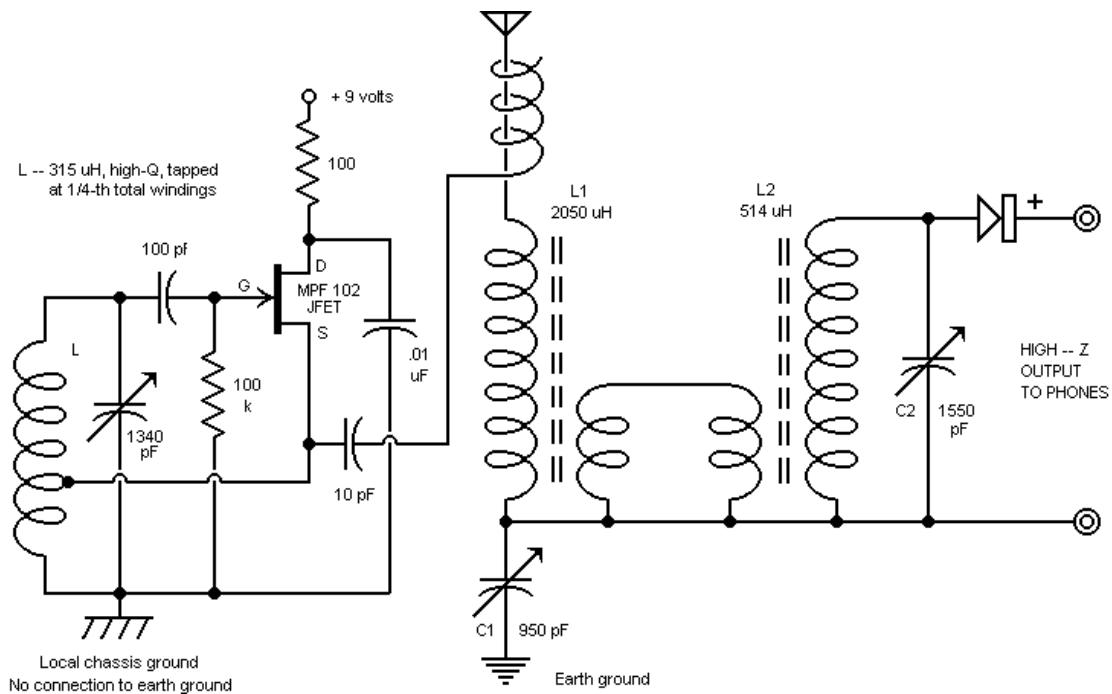 + 9 volts
100
L -- 315 uH, high-Q, tapped
at 1/4-th total windings
L1
2050 uH
L2
514 uH
+
100 pf
D
G
MPF 102
JFET
S
L
.01
uF
100
k
1340
pF
10 pF
HIGH -- Z
OUTPUT
TO PHONES
C2
1550
pF
C1
950 pF
Local chassis ground
No connection to earth ground
Earth ground